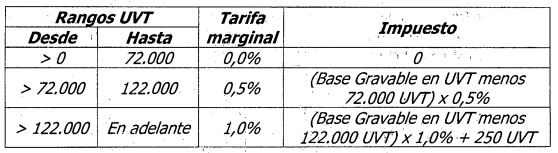 Rangos UVT
Tarifa marginal
Impuesto
Desde
Hasta
> 0
72.000
0,0%
0
> 72.000
122.000
0,5%
(Base Gravable en UVT menos
72.000 UVT) x 0,5%
> 122.000
En adelante
1,0%
(Base Gravable en UVT menos
122.000 UVT) x 1,0% + 250 UVT